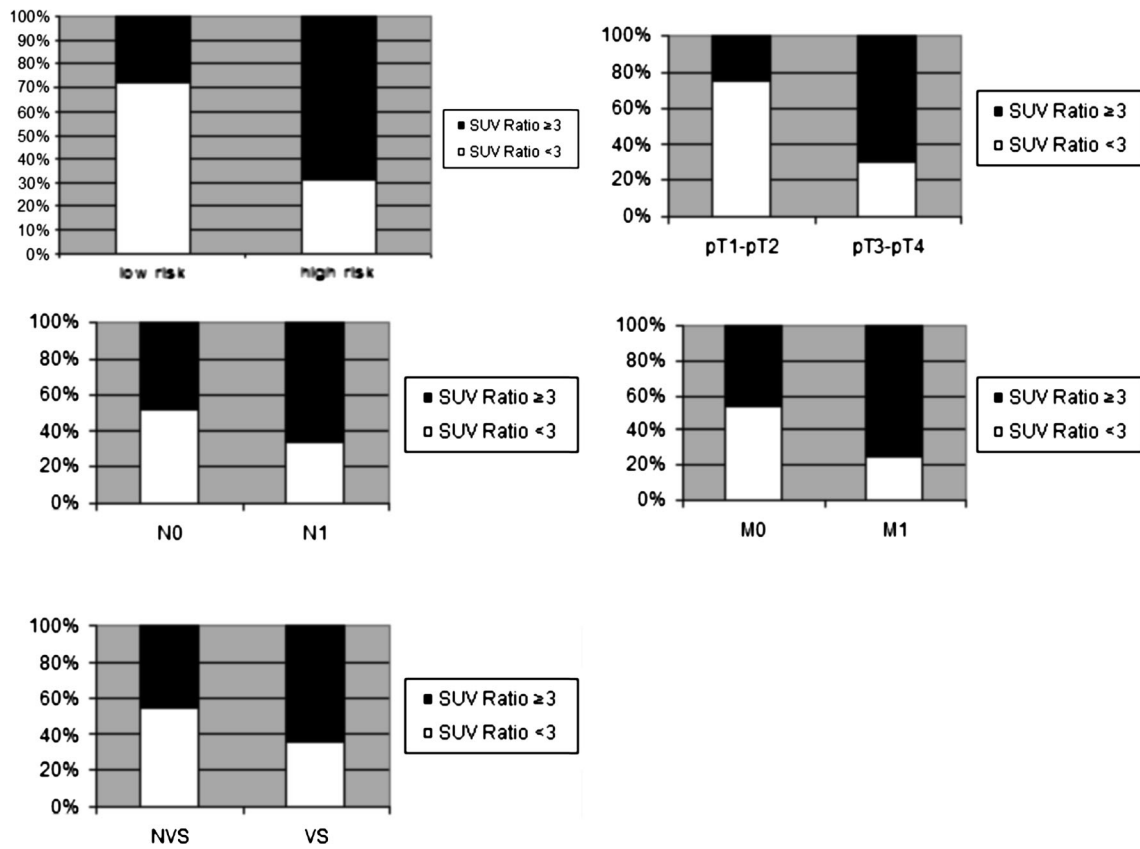 100%
90%
80%
70%
60%
50%
40%
30%
20%
10%
0%
low risk high risk
■ SUV Ratio ≥3
□ SUV Ratio <3
100%
80%
60%
40%
20%
0%
pT1-pT2 pT3-pT4
■ SUV Ratio ≥3
□ SUV Ratio <3
100%
80%
60%
40%
20%
0%
N0 N1
■ SUV Ratio ≥3
□ SUV Ratio <3
100%
80%
60%
40%
20%
0%
M0 M1
■ SUV Ratio ≥3
□ SUV Ratio <3
100%
80%
60%
40%
20%
0%
NVS VS
■ SUV Ratio ≥3
□ SUV Ratio <3